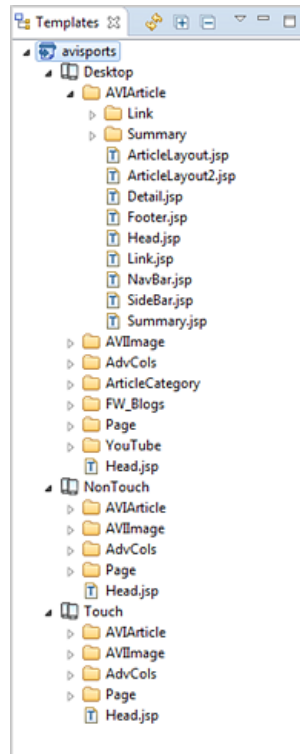 Templates
avisports
Desktop
AVIArticle
Link
Summary
ArticleLayout.jsp
ArticleLayout2.jsp
Detail.jsp
Footer.jsp
Head.jsp
Link.jsp
NavBar.jsp
SideBar.jsp
Summary.jsp
AVIImage
AdvCols
ArticleCategory
FW_Blogs
Page
YouTube
Head.jsp
NonTouch
AVIArticle
AVIImage
AdvCols
Page
Head.jsp
Touch
AVIArticle
AVIImage
AdvCols
Page
Head.jsp